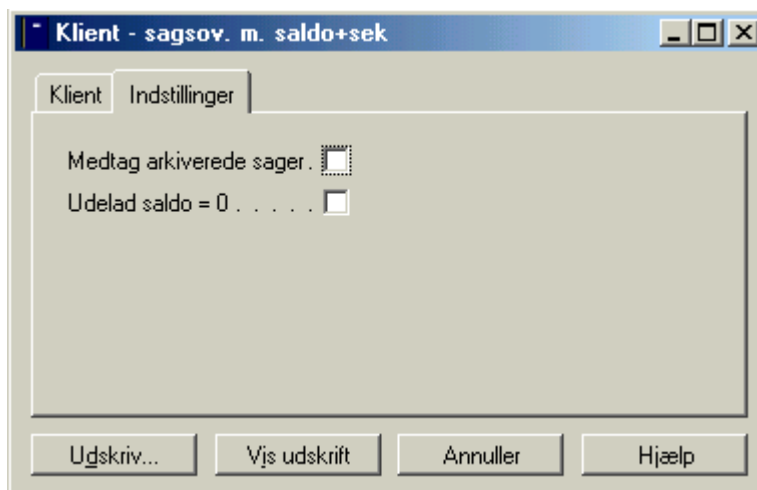 Klient - sagsov. m. saldo+sek
Klient Indstillinger
Medtag arkiverede sager .
Udelad saldo = 0 . . . . .
Udskriv... Vis udskrift Annuller Hjælp